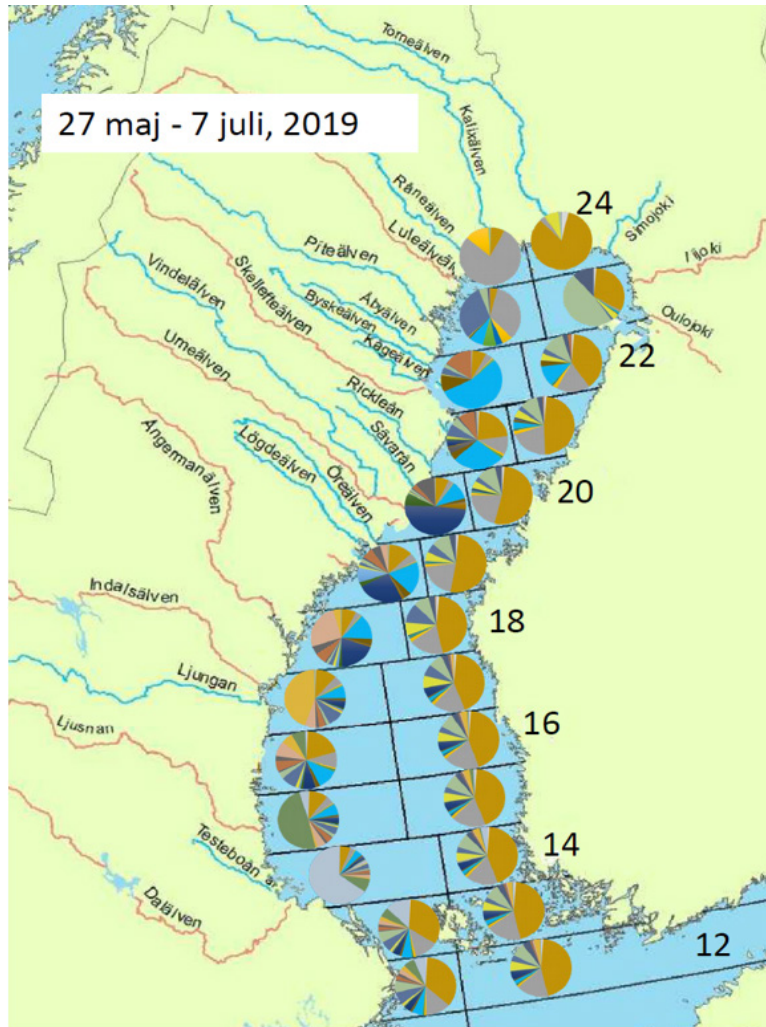 27 maj - 7 juli, 2019
Torneälven
Kalixälven
Råneälven
Luleälven
Simojoki
Iijoki
Oulojoki
Piteälven
Vindelälven
Skellefteälven
Åbyälven
Byskeälven
Kågeälven
Umeälven
Rickleån
Sävarån
Ångermanälven
Lögdeälven
Öreälven
Indalsälven
Ljungan
Ljusnan
Testeboån
Dalälven
24
22
20
18
16
14
12